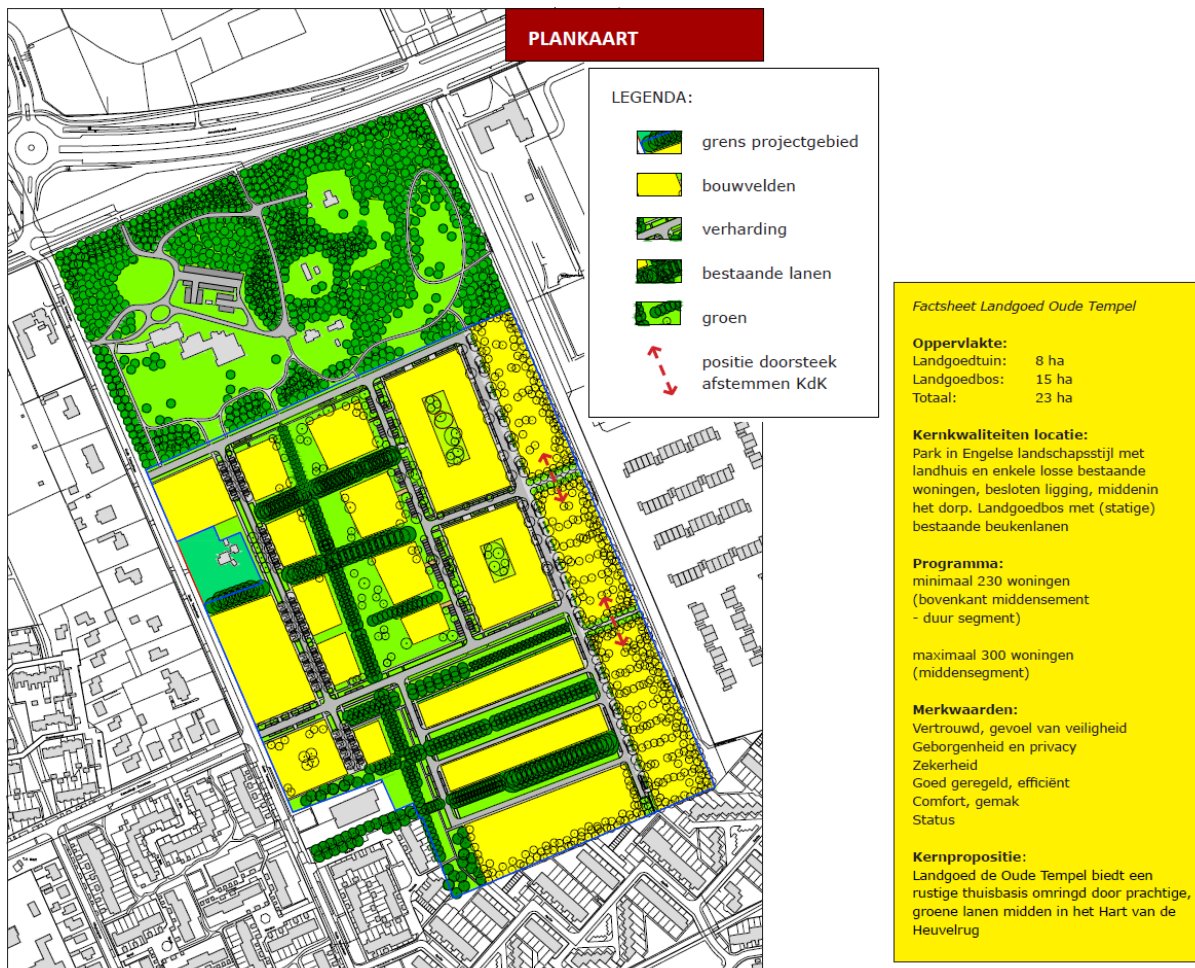 PLANKAART
LEGENDA:
grens projectgebied
bouwvelden
verharding
bestaande lanen
groen
positie doorsteek
afstemmen KdK
Factsheet Landgoed Oude Tempel
Oppervlakte:
Landgoedtuin: 8 ha
Landgoedbos: 15 ha
Totaal: 23 ha
Kernkwaliteiten locatie:
Park in Engelse landschapsstijl met
landhuis en enkele losse bestaande
woningen, besloten ligging, middenin
het dorp. Landgoedbos met (statige)
bestaande beukenlanen
Programma:
minimaal 230 woningen
(bovenkant middensement
- duur segment)
maximaal 300 woningen
(middensegment)
Merkwaarden:
Vertrouwd, gevoel van veiligheid
Geborgenheid en privacy
Zekerheid
Goed geregeld, efficiënt
Comfort, gemak
Status
Kernpropositie:
Landgoed de Oude Tempel biedt een
rustige thuisbasis omringd door prachtige,
groene lanen midden in het Hart van de
Heuvelrug